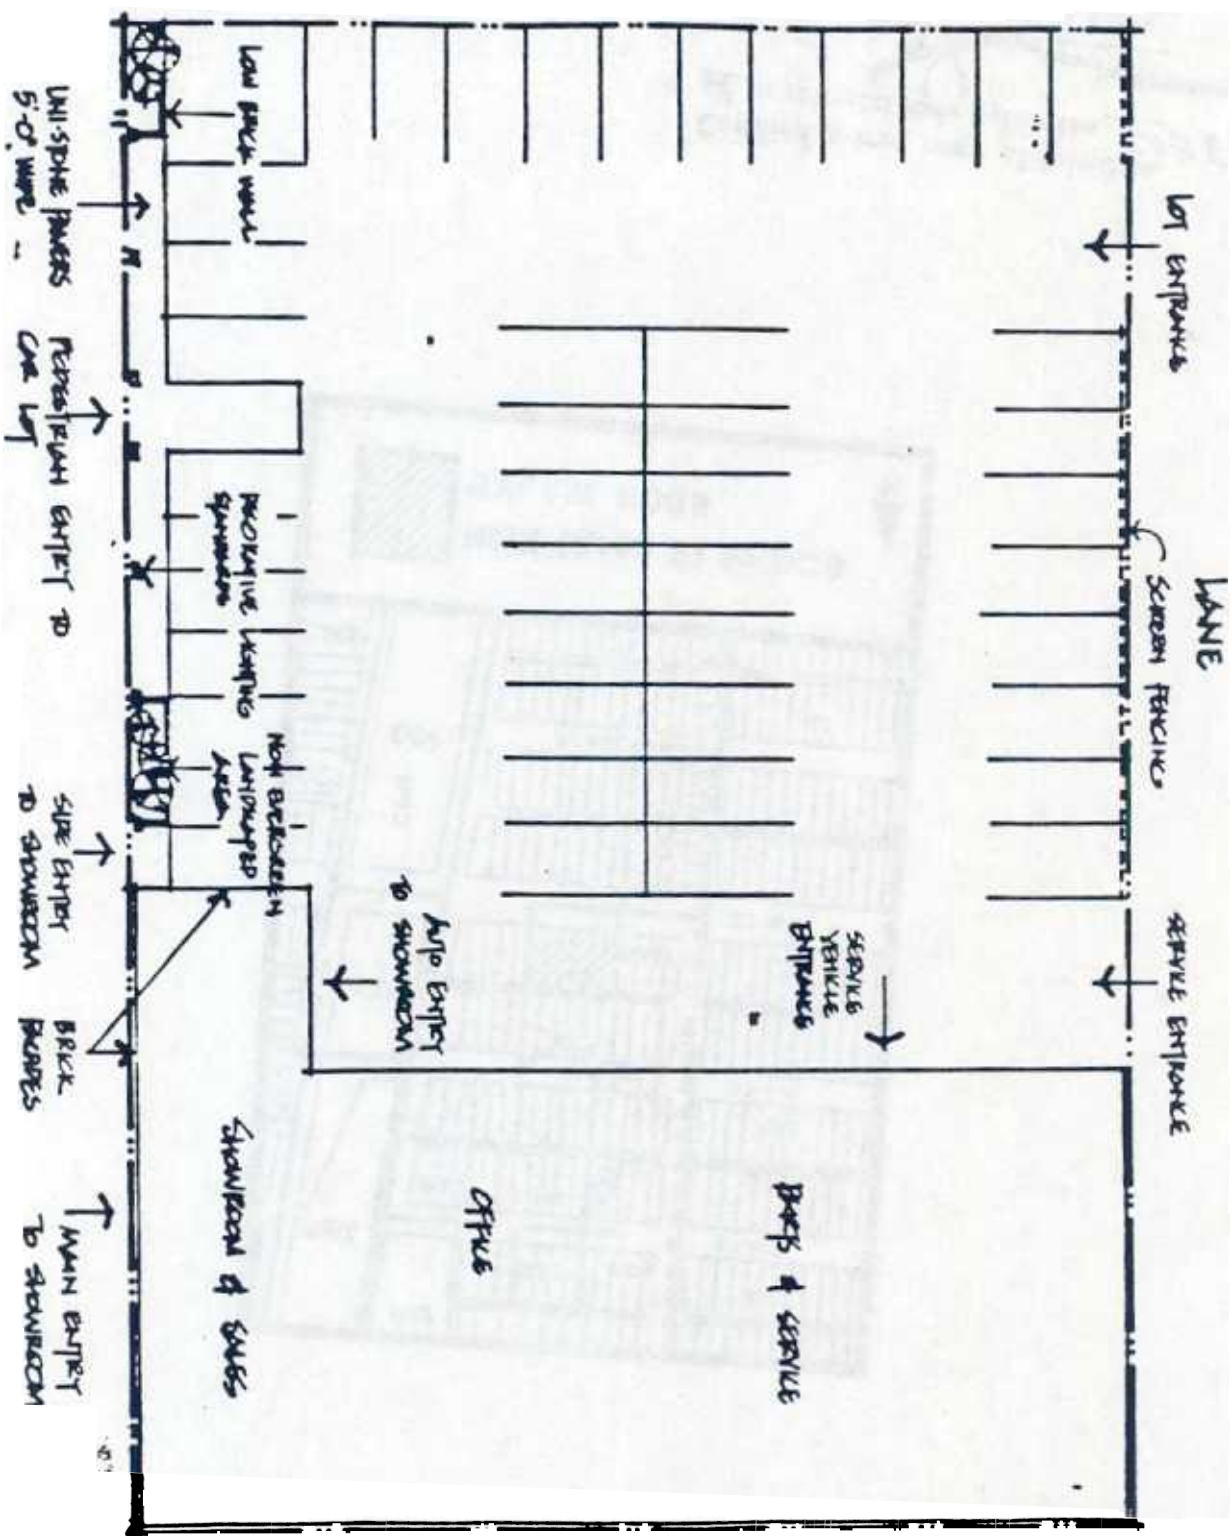 LANE
LOT ENTRANCE
SCREEN FENCING
SERVICE ENTRANCE
SERVICE
VEHICLE
ENTRANCE
PARTS & SERVICE
AUTO ENTRY
TO SHOWROOM
OFFICE
LOW BRICK WALL
DECORATIVE LIGHTING
STANDARDS
NON EVERGREEN
LANDSCAPED
AREA
SHOWROOM & SALES
UNI-STONE PAVERS
5'-0" WIDE -
PEDESTRIAN ENTRY TO
CAR LOT
SIDE ENTRY
TO SHOWROOM
BRICK
FACADES
MAIN ENTRY
TO SHOWROOM